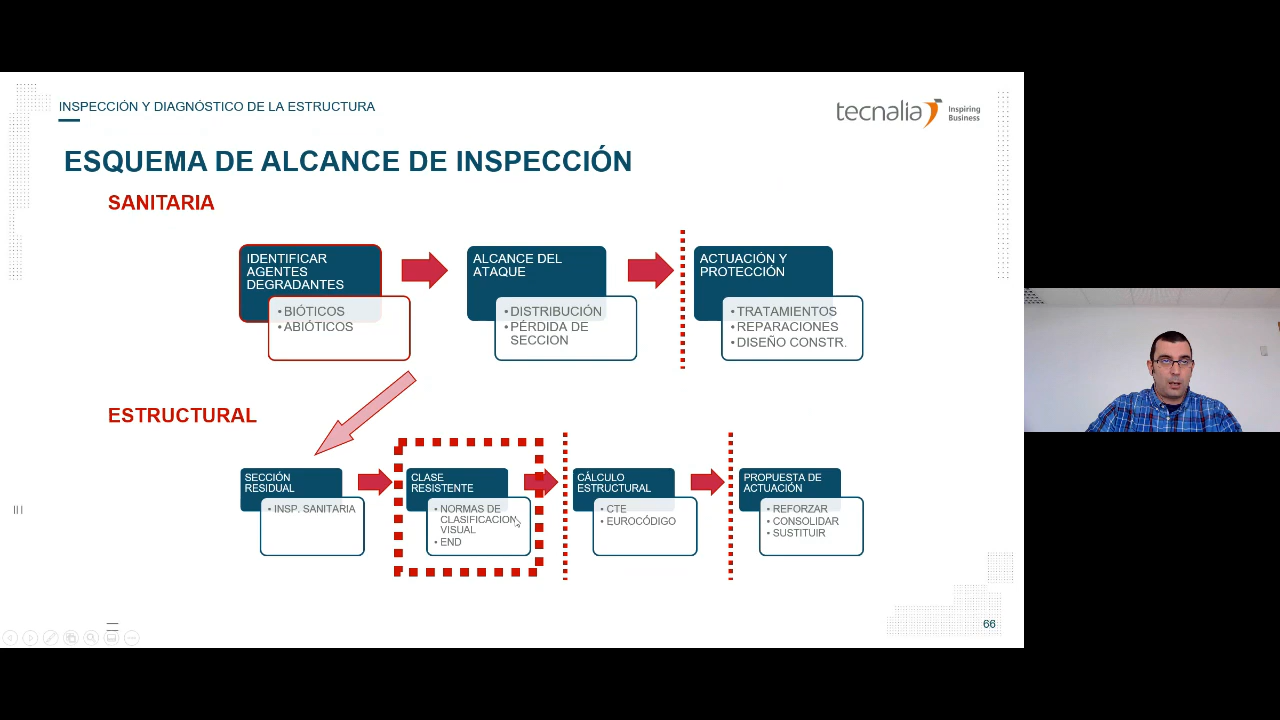 INSPECCIÓN Y DIAGNÓSTICO DE LA ESTRUCTURA
tecnalia
Inspiring
Business
ESQUEMA DE ALCANCE DE INSPECCIÓN
SANITARIA
IDENTIFICAR
AGENTES
DEGRADANTES
• BIÓTICOS
• ABIÓTICOS
ALCANCE DEL
ATAQUE
• DISTRIBUCIÓN
• PÉRDIDA DE
SECCION
ACTUACIÓN Y
PROTECCIÓN
• TRATAMIENTOS
• REPARACIONES
• DISEÑO CONSTR.
ESTRUCTURAL
SECCIÓN
RESIDUAL
• INSP. SANITARIA
CLASE
RESISTENTE
• NORMAS DE
CLASIFICACION
VISUAL
• END
CÁLCULO
ESTRUCTURAL
• CTE
• EUROCÓDIGO
PROPUESTA DE
ACTUACIÓN
• REFORZAR
• CONSOLIDAR
• SUSTITUIR
66